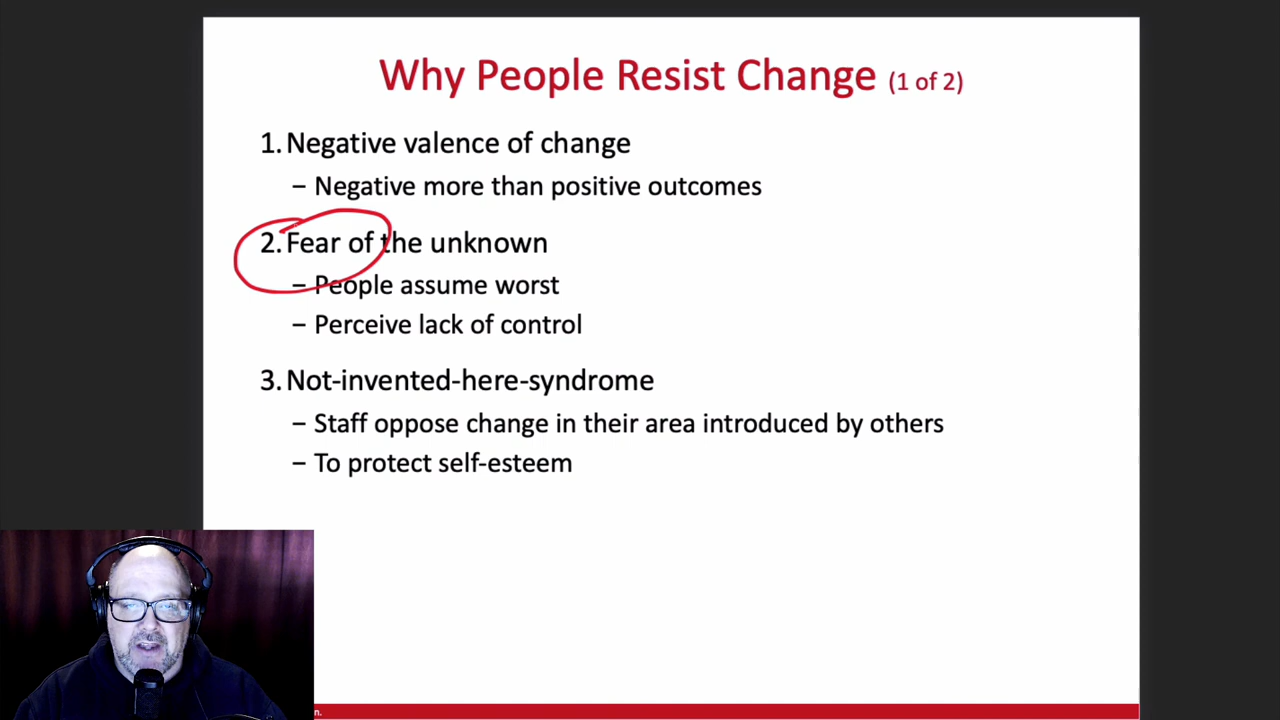 Why People Resist Change (1 of 2)
1. Negative valence of change
– Negative more than positive outcomes
2. Fear of the unknown
– People assume worst
– Perceive lack of control
3. Not-invented-here-syndrome
– Staff oppose change in their area introduced by others
– To protect self-esteem